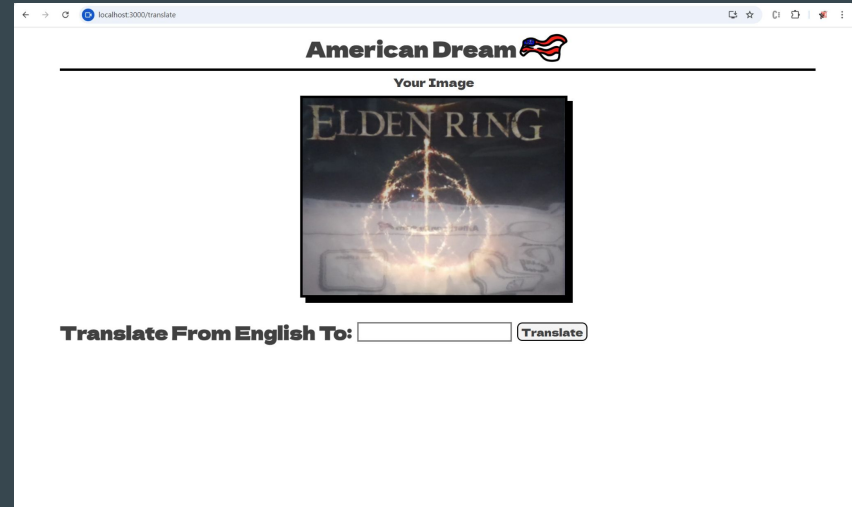 localhost:3000/translate
American Dream
Your Image
ELDEN RING
Translate From English To:
Translate